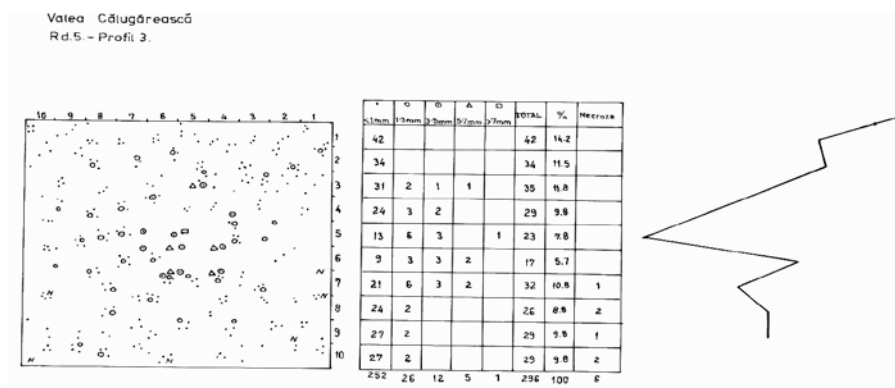 Valea Călugărească
Rd.5. - Profil 3.
10 9 8 7 6 5 4 3 2 1
1
2
3
4
5
6
7
8
9
10
N N N N N N
≤1mm 1-3mm 3-5mm 5-7mm >7mm TOTAL % Necroze
42 42 14.2
34 34 11.5
31 2 1 1 35 11.8
24 3 2 29 9.8
13 6 3 1 23 7.8
9 3 3 2 17 5.7
21 6 3 2 32 10.8 1
24 2 26 8.8 2
27 2 29 9.8 1
27 2 29 9.8 2
252 26 12 5 1 296 100 6